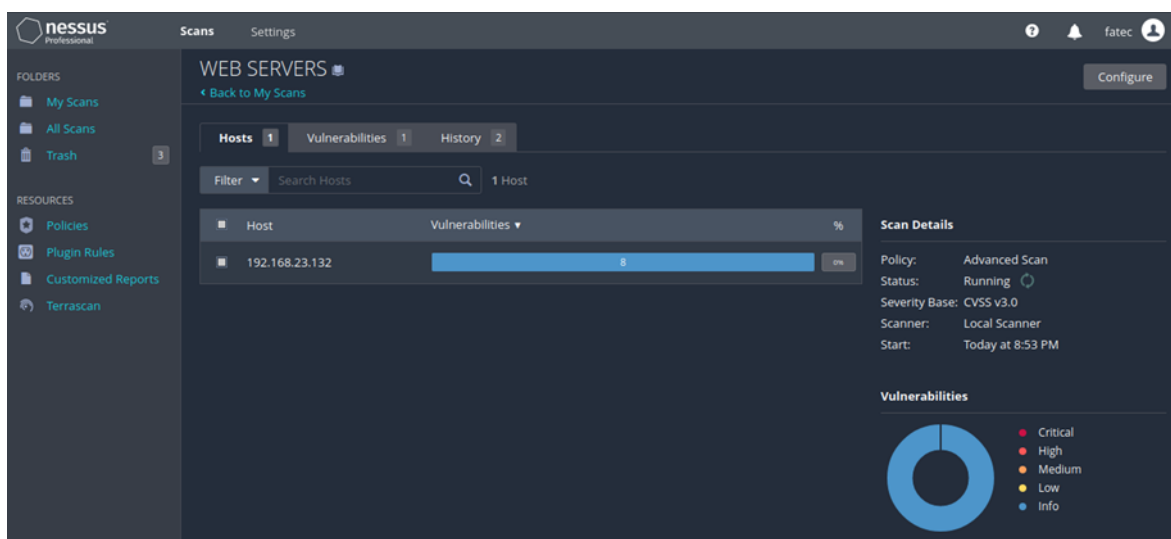 nessus
Professional
Scans Settings fatec
FOLDERS
My Scans
All Scans
Trash 3
RESOURCES
Policies
Plugin Rules
Customized Reports
Terrascan
WEB SERVERS
Back to My Scans
Configure
Hosts 1 Vulnerabilities 1 History 2
Filter Search Hosts 1 Host
Host Vulnerabilities %
192.168.23.132 8 0%
Scan Details
Policy: Advanced Scan
Status: Running
Severity Base: CVSS v3.0
Scanner: Local Scanner
Start: Today at 8:53 PM
Vulnerabilities
Critical
High
Medium
Low
Info